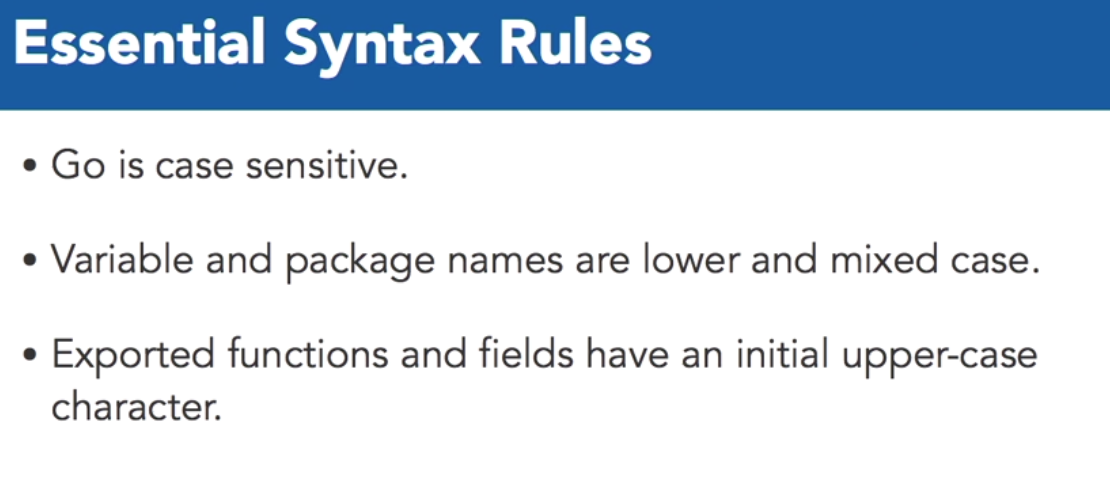 Essential Syntax Rules
• Go is case sensitive.
• Variable and package names are lower and mixed case.
• Exported functions and fields have an initial upper-case
character.